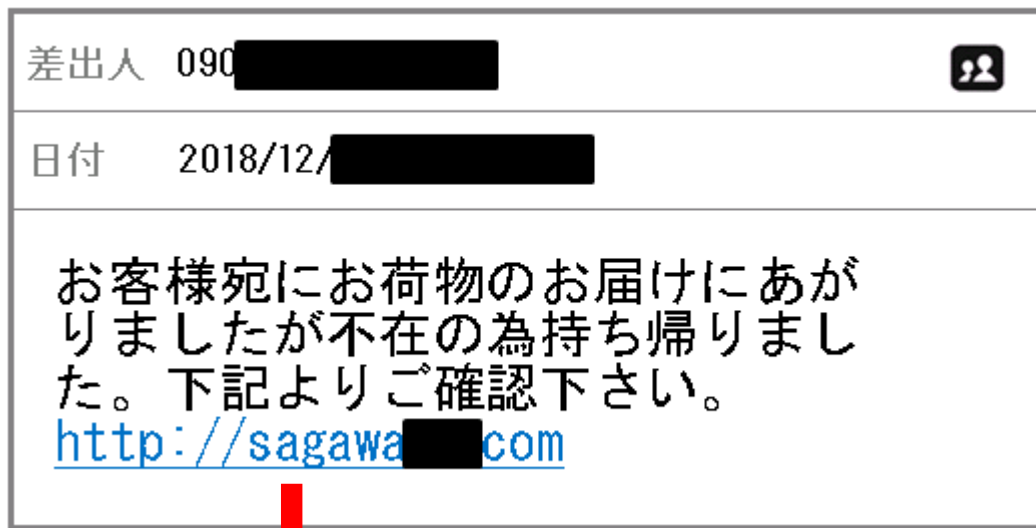 差出人 090
日付 2018/12/
お客様宛にお荷物のお届けにあが
りましたが不在の為持ち帰りまし
た。下記よりご確認下さい。
http://sagawa com